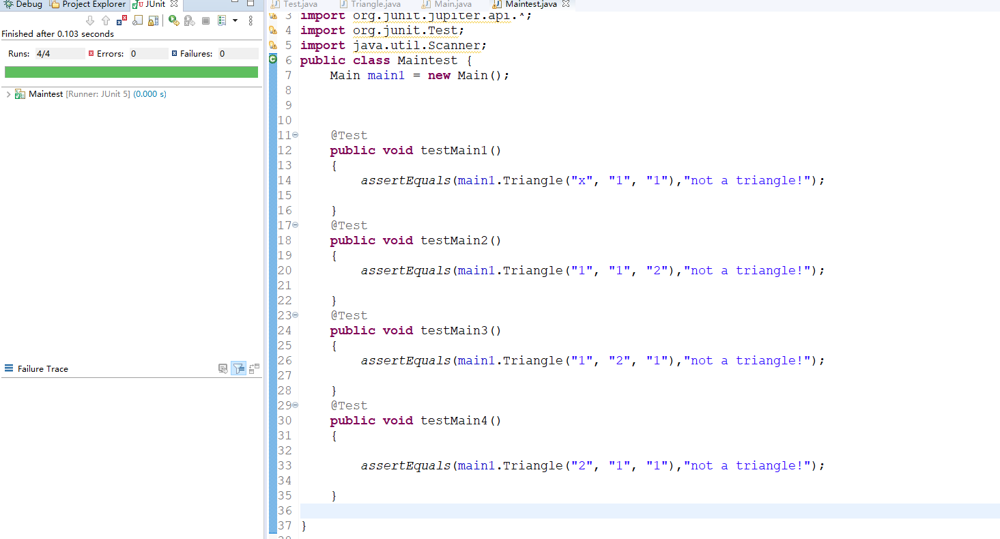 Debug Project Explorer JUnit
Finished after 0.103 seconds
Runs: 4/4 Errors: 0 Failures: 0
Maintest [Runner: JUnit 5] (0.000 s)
Failure Trace
Test.java Triangle.java Main.java Maintest.java
3 import org.junit.jupiter.api.*;
4 import org.junit.Test;
5 import java.util.Scanner;
6 public class Maintest {
7 Main main1 = new Main();
8
9
10
11 @Test
12 public void testMain1()
13 {
14 assertEquals(main1.Triangle("x", "1", "1"),"not a triangle!");
15
16 }
17 @Test
18 public void testMain2()
19 {
20 assertEquals(main1.Triangle("1", "1", "2"),"not a triangle!");
21
22 }
23 @Test
24 public void testMain3()
25 {
26 assertEquals(main1.Triangle("1", "2", "1"),"not a triangle!");
27
28 }
29 @Test
30 public void testMain4()
31 {
32
33 assertEquals(main1.Triangle("2", "1", "1"),"not a triangle!");
34
35 }
36
37 }